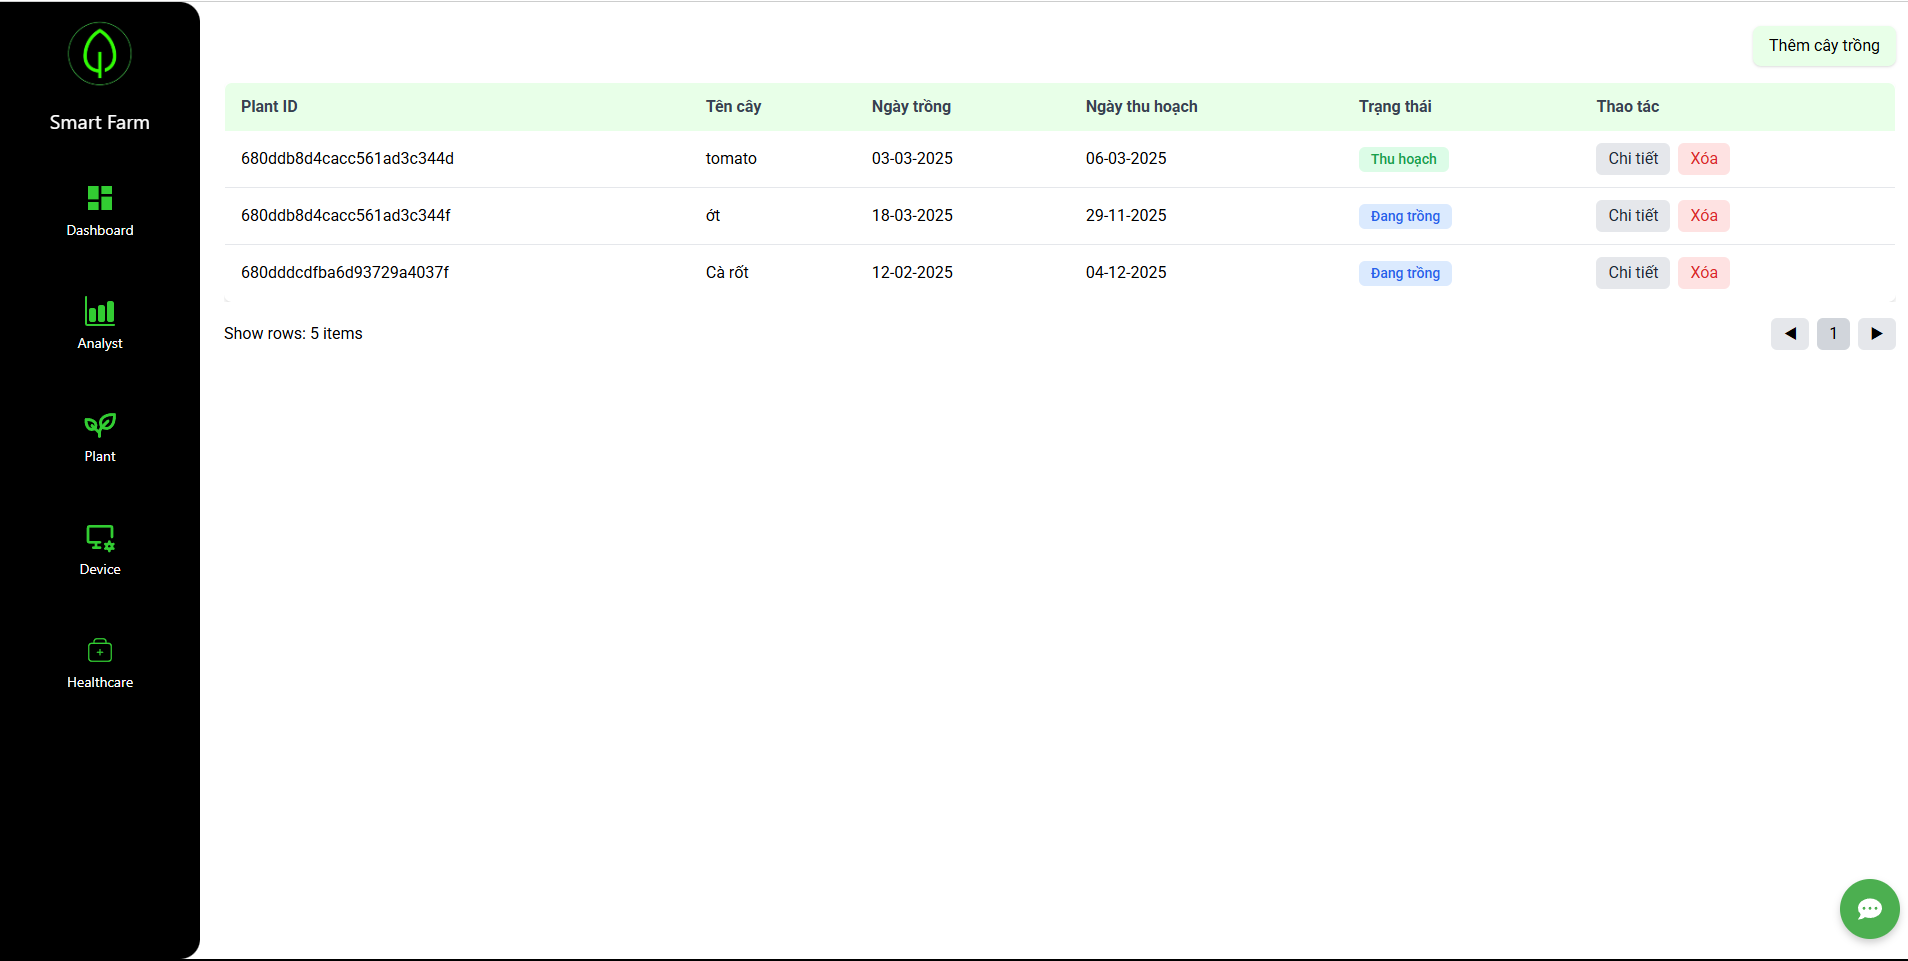 Smart Farm
Dashboard
Analyst
Plant
Device
Healthcare
Thêm cây trồng
Plant ID Tên cây Ngày trồng Ngày thu hoạch Trạng thái Thao tác
680ddb8d4cacc561ad3c344d tomato 03-03-2025 06-03-2025 Thu hoạch Chi tiết Xóa
680ddb8d4cacc561ad3c344f ớt 18-03-2025 29-11-2025 Đang trồng Chi tiết Xóa
680dddcdfba6d93729a4037f Cà rốt 12-02-2025 04-12-2025 Đang trồng Chi tiết Xóa
Show rows: 5 items ◀ 1 ▶